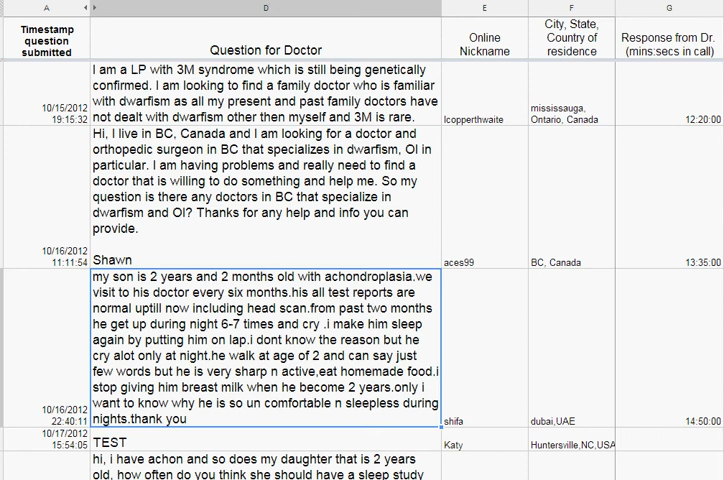 A D E F G
Timestamp
question
submitted
Question for Doctor
Online
Nickname
City, State,
Country of
residence
Response from Dr.
(mins:secs in call)
I am a LP with 3M syndrome which is still being genetically
confirmed. I am looking to find a family doctor who is familiar
with dwarfism as all my present and past family doctors have
not dealt with dwarfism other then myself and 3M is rare.
10/15/2012
19:15:32
lcopperthwaite
mississauga,
Ontario, Canada
12:20:00
Hi, I live in BC, Canada and I am looking for a doctor and
orthopedic surgeon in BC that specializes in dwarfism, OI in
particular. I am having problems and really need to find a
doctor that is willing to do something and help me. So my
question is there any doctors in BC that specialize in
dwarfism and OI? Thanks for any help and info you can
provide.
Shawn
10/16/2012
11:11:54
aces99
BC, Canada
13:35:00
my son is 2 years and 2 months old with achondroplasia.we
visit to his doctor every six months.his all test reports are
normal uptill now including head scan.from past two months
he get up during night 6-7 times and cry .i make him sleep
again by putting him on lap.i dont know the reason but he
cry alot only at night.he walk at age of 2 and can say just
few words but he is very sharp n active,eat homemade food.i
stop giving him breast milk when he become 2 years.only i
want to know why he is so un comfortable n sleepless during
nights.thank you
10/16/2012
22:40:11
shifa
dubai,UAE
14:50:00
10/17/2012
15:54:05
TEST
Katy
Huntersville,NC,USA
hi, i have achon and so does my daughter that is 2 years
old, how often do you think she should have a sleep study